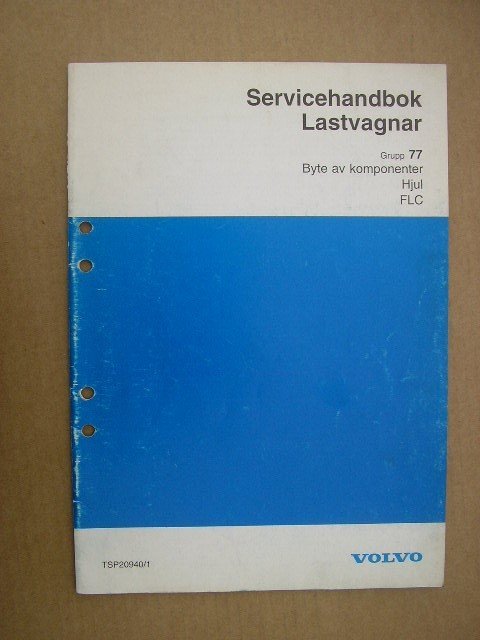 Servicehandbok
Lastvagnar
Grupp 77
Byte av komponenter
Hjul
FLC
TSP20940/1
VOLVO